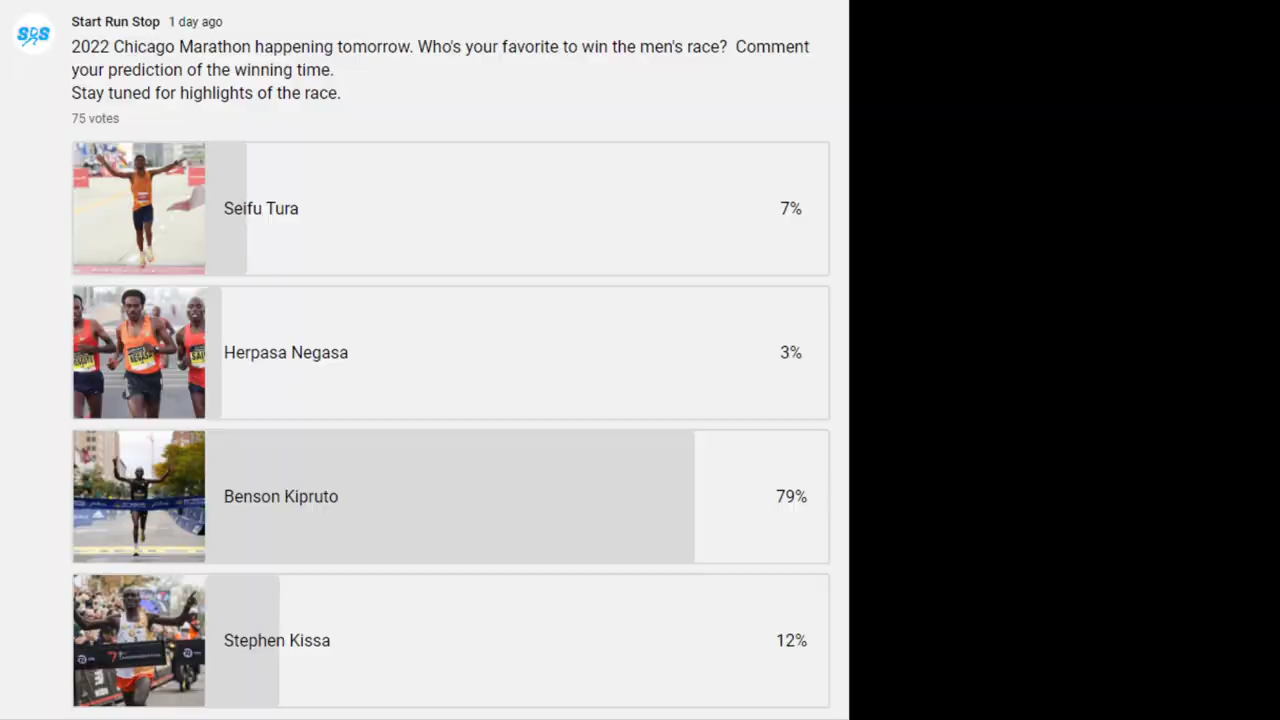 SRS
Start Run Stop 1 day ago
2022 Chicago Marathon happening tomorrow. Who's your favorite to win the men's race? Comment
your prediction of the winning time.
Stay tuned for highlights of the race.
75 votes
Seifu Tura 7%
NEGASA
Herpasa Negasa 3%
Benson Kipruto 79%
Stephen Kissa 12%